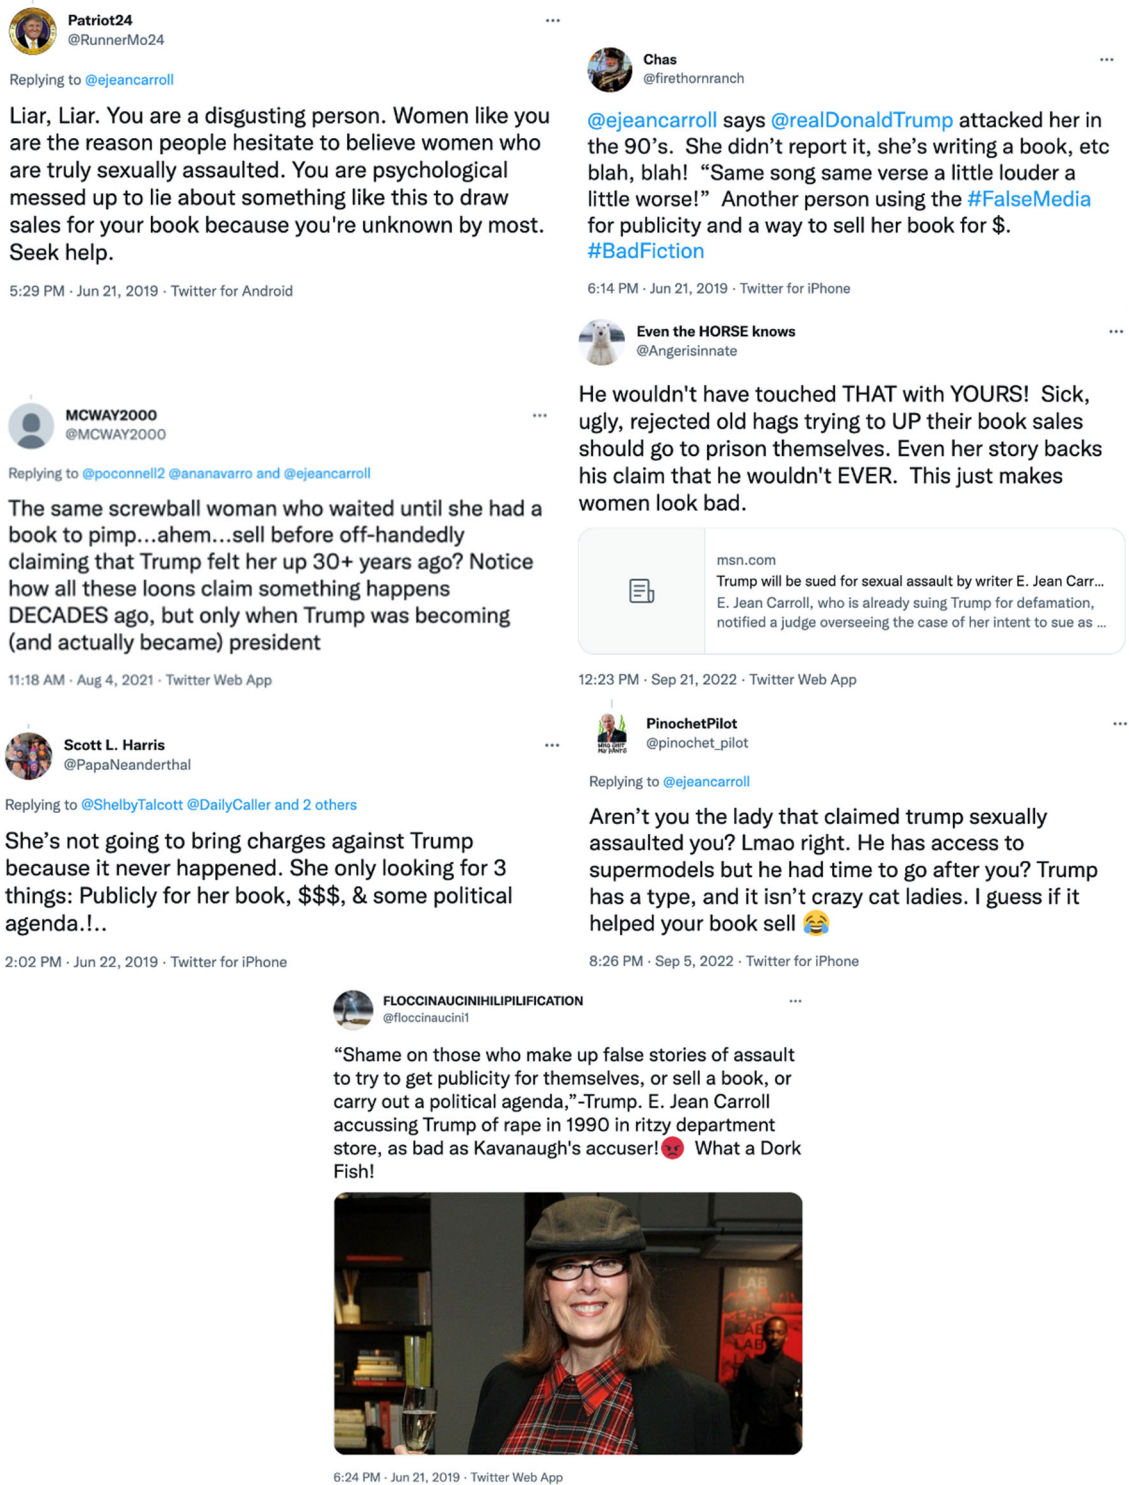 Patriot24
@RunnerMo24
Replying to @ejeancarroll
Liar, Liar. You are a disgusting person. Women like you
are the reason people hesitate to believe women who
are truly sexually assaulted. You are psychological
messed up to lie about something like this to draw
sales for your book because you're unknown by most.
Seek help.
5:29 PM · Jun 21, 2019 · Twitter for Android
Chas
@firethornranch
@ejeancarroll says @realDonaldTrump attacked her in
the 90's.  She didn't report it, she's writing a book, etc
blah, blah!  “Same song same verse a little louder a
little worse!”  Another person using the #FalseMedia
for publicity and a way to sell her book for $.
#BadFiction
6:14 PM · Jun 21, 2019 · Twitter for iPhone
MCWAY2000
@MCWAY2000
Replying to @poconnell2 @ananavarro and @ejeancarroll
The same screwball woman who waited until she had a
book to pimp...ahem...sell before off-handedly
claiming that Trump felt her up 30+ years ago? Notice
how all these loons claim something happens
DECADES ago, but only when Trump was becoming
(and actually became) president
11:18 AM · Aug 4, 2021 · Twitter Web App
Even the HORSE knows
@Angerisinnate
He wouldn't have touched THAT with YOURS!  Sick,
ugly, rejected old hags trying to UP their book sales
should go to prison themselves. Even her story backs
his claim that he wouldn't EVER.  This just makes
women look bad.
msn.com
Trump will be sued for sexual assault by writer E. Jean Carr...
E. Jean Carroll, who is already suing Trump for defamation,
notified a judge overseeing the case of her intent to sue as ...
12:23 PM · Sep 21, 2022 · Twitter Web App
Scott L. Harris
@PapaNeanderthal
Replying to @ShelbyTalcott @DailyCaller and 2 others
She's not going to bring charges against Trump
because it never happened. She only looking for 3
things: Publicly for her book, $$$, & some political
agenda.!..
2:02 PM · Jun 22, 2019 · Twitter for iPhone
PinochetPilot
@pinochet_pilot
Replying to @ejeancarroll
Aren't you the lady that claimed trump sexually
assaulted you? Lmao right. He has access to
supermodels but he had time to go after you? Trump
has a type, and it isn't crazy cat ladies. I guess if it
helped your book sell 😂
8:26 PM · Sep 5, 2022 · Twitter for iPhone
FLOCCINAUCINIHILIPILIFICATION
@floccinaucini1
“Shame on those who make up false stories of assault
to try to get publicity for themselves, or sell a book, or
carry out a political agenda,”-Trump. E. Jean Carroll
accussing Trump of rape in 1990 in ritzy department
store, as bad as Kavanaugh's accuser!😡  What a Dork
Fish!
LAB
LAB
LAB
6:24 PM · Jun 21, 2019 · Twitter Web App